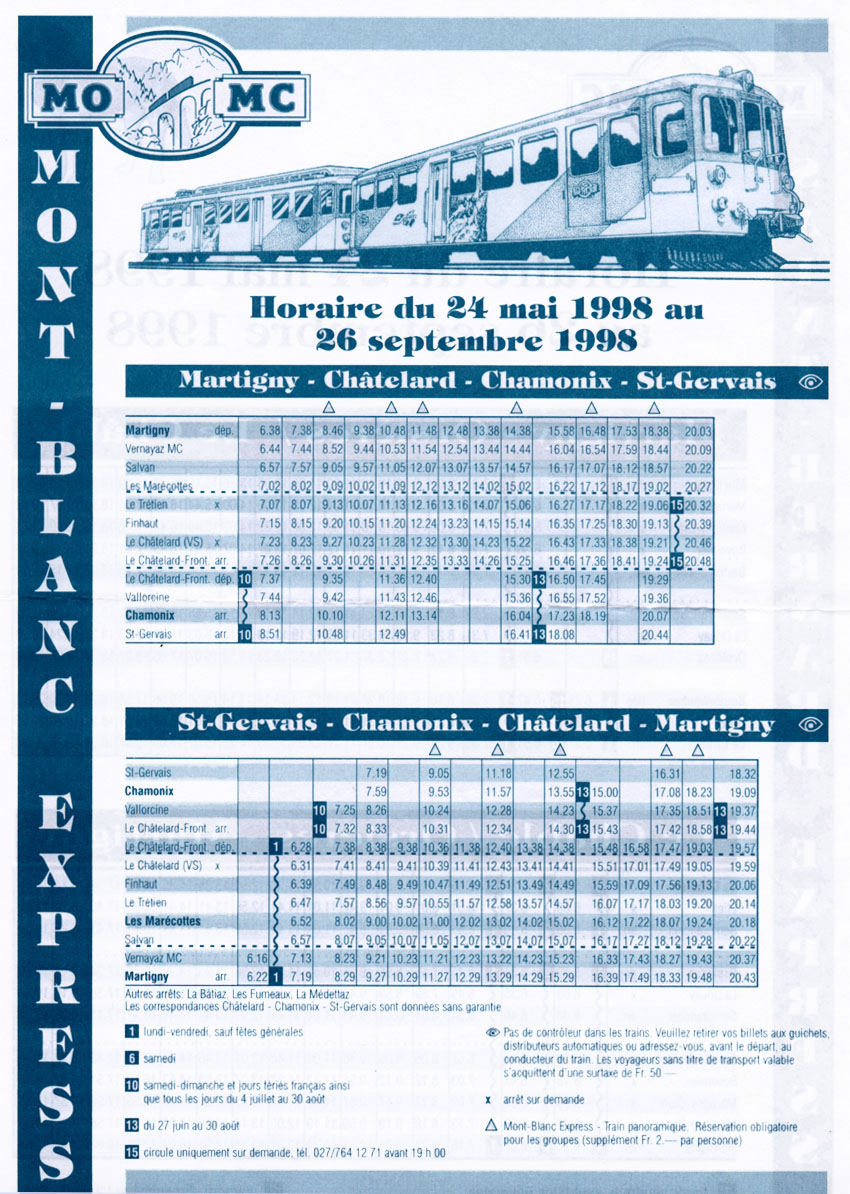 MO MC
MONT-BLANC EXPRESS
Horaire du 24 mai 1998 au
26 septembre 1998
Martigny - Châtelard - Chamonix - St-Gervais
Martigny dép. 6.38 7.38 8.46 9.38 10.48 11.48 12.48 13.38 14.38 15.58 16.48 17.53 18.38 20.03
Vernayaz MC 6.44 7.44 8.52 9.44 10.53 11.54 12.54 13.44 14.44 16.04 16.54 17.59 18.44 20.09
Salvan 6.57 7.57 9.05 9.57 11.05 12.07 13.07 13.57 14.57 16.17 17.07 18.12 18.57 20.22
Les Marécottes 7.02 8.02 9.09 10.02 11.09 12.12 13.12 14.02 15.02 16.22 17.12 18.17 19.02 20.27
Le Trétien x 7.07 8.07 9.13 10.07 11.13 12.16 13.16 14.07 15.06 16.27 17.17 18.22 19.06 15 20.32
Finhaut 7.15 8.15 9.20 10.15 11.20 12.24 13.23 14.15 15.14 16.35 17.25 18.30 19.13 20.39
Le Châtelard (VS) x 7.23 8.23 9.27 10.23 11.28 12.32 13.30 14.23 15.22 16.43 17.33 18.38 19.21 20.46
Le Châtelard-Front. arr. 7.26 8.26 9.30 10.26 11.31 12.35 13.33 14.26 15.25 16.46 17.36 18.41 19.24 15 20.48
Le Châtelard-Front. dép. 10 7.37 9.35 11.36 12.40 15.30 13 16.50 17.45 19.29
Valloreine 7.44 9.42 11.43 12.46 15.36 16.55 17.52 19.36
Chamonix arr. 8.13 10.10 12.11 13.14 16.04 17.23 18.19 20.07
St-Gervais arr. 10 8.51 10.48 12.49 16.41 13 18.08 20.44
St-Gervais - Chamonix - Châtelard - Martigny
St-Gervais 7.19 9.05 11.18 12.55 16.31 18.32
Chamonix 7.59 9.53 11.57 13.55 13 15.00 17.08 18.23 19.09
Vallorcine 10 7.25 8.26 10.24 12.28 14.23 15.37 17.35 18.51 13 19.37
Le Châtelard-Front. arr. 10 7.32 8.33 10.31 12.34 14.30 13 15.43 17.42 18.58 13 19.44
Le Châtelard-Front. dép. 1 6.28 7.38 8.38 9.38 10.36 11.38 12.40 13.38 14.38 15.48 16.58 17.47 19.03 19.57
Le Châtelard (VS) x 6.31 7.41 8.41 9.41 10.39 11.41 12.43 13.41 14.41 15.51 17.01 17.49 19.05 19.59
Finhaut 6.39 7.49 8.48 9.49 10.47 11.49 12.51 13.49 14.49 15.59 17.09 17.56 19.13 20.06
Le Trétien x 6.47 7.57 8.56 9.57 10.55 11.57 12.58 13.57 14.57 16.07 17.17 18.03 19.20 20.14
Les Marécottes 6.52 8.02 9.00 10.02 11.00 12.02 13.02 14.02 15.02 16.12 17.22 18.07 19.24 20.18
Salvan 6.57 8.07 9.05 10.07 11.05 12.07 13.07 14.07 15.07 16.17 17.27 18.12 19.28 20.22
Vernayaz MC 6.16 7.13 8.23 9.21 10.23 11.21 12.23 13.22 14.23 15.23 16.33 17.43 18.27 19.43 20.37
Martigny arr. 6.22 1 7.19 8.29 9.27 10.29 11.27 12.29 13.29 14.29 15.29 16.39 17.49 18.33 19.48 20.43
Autres arrêts: La Bâtiaz, Les Fumeaux, La Médettaz
Les correspondances Châtelard - Chamonix - St-Gervais sont données sans garantie
1 lundi-vendredi, sauf fêtes générales
6 samedi
10 samedi-dimanche et jours fériés français ainsi
que tous les jours du 4 juillet au 30 août
13 du 27 juin au 30 août
15 circule uniquement sur demande, tél. 027/764 12 71 avant 19 h 00
Pas de contrôleur dans les trains. Veuillez retirer vos billets aux guichets,
distributeurs automatiques ou adressez-vous, avant le départ, au
conducteur du train. Les voyageurs sans titre de transport valable
s'acquittent d'une surtaxe de Fr. 50.—
x arrêt sur demande
△ Mont-Blanc Express - Train panoramique. Réservation obligatoire
pour les groupes (supplément Fr. 2.— par personne)